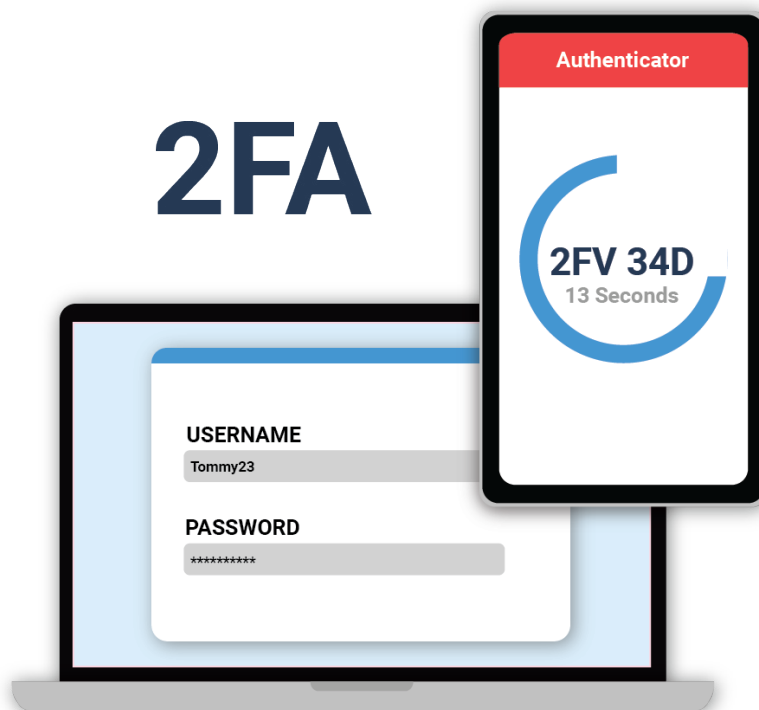 Authenticator
2FA
2FV 34D
13 Seconds
USERNAME
Tommy23
PASSWORD
**********